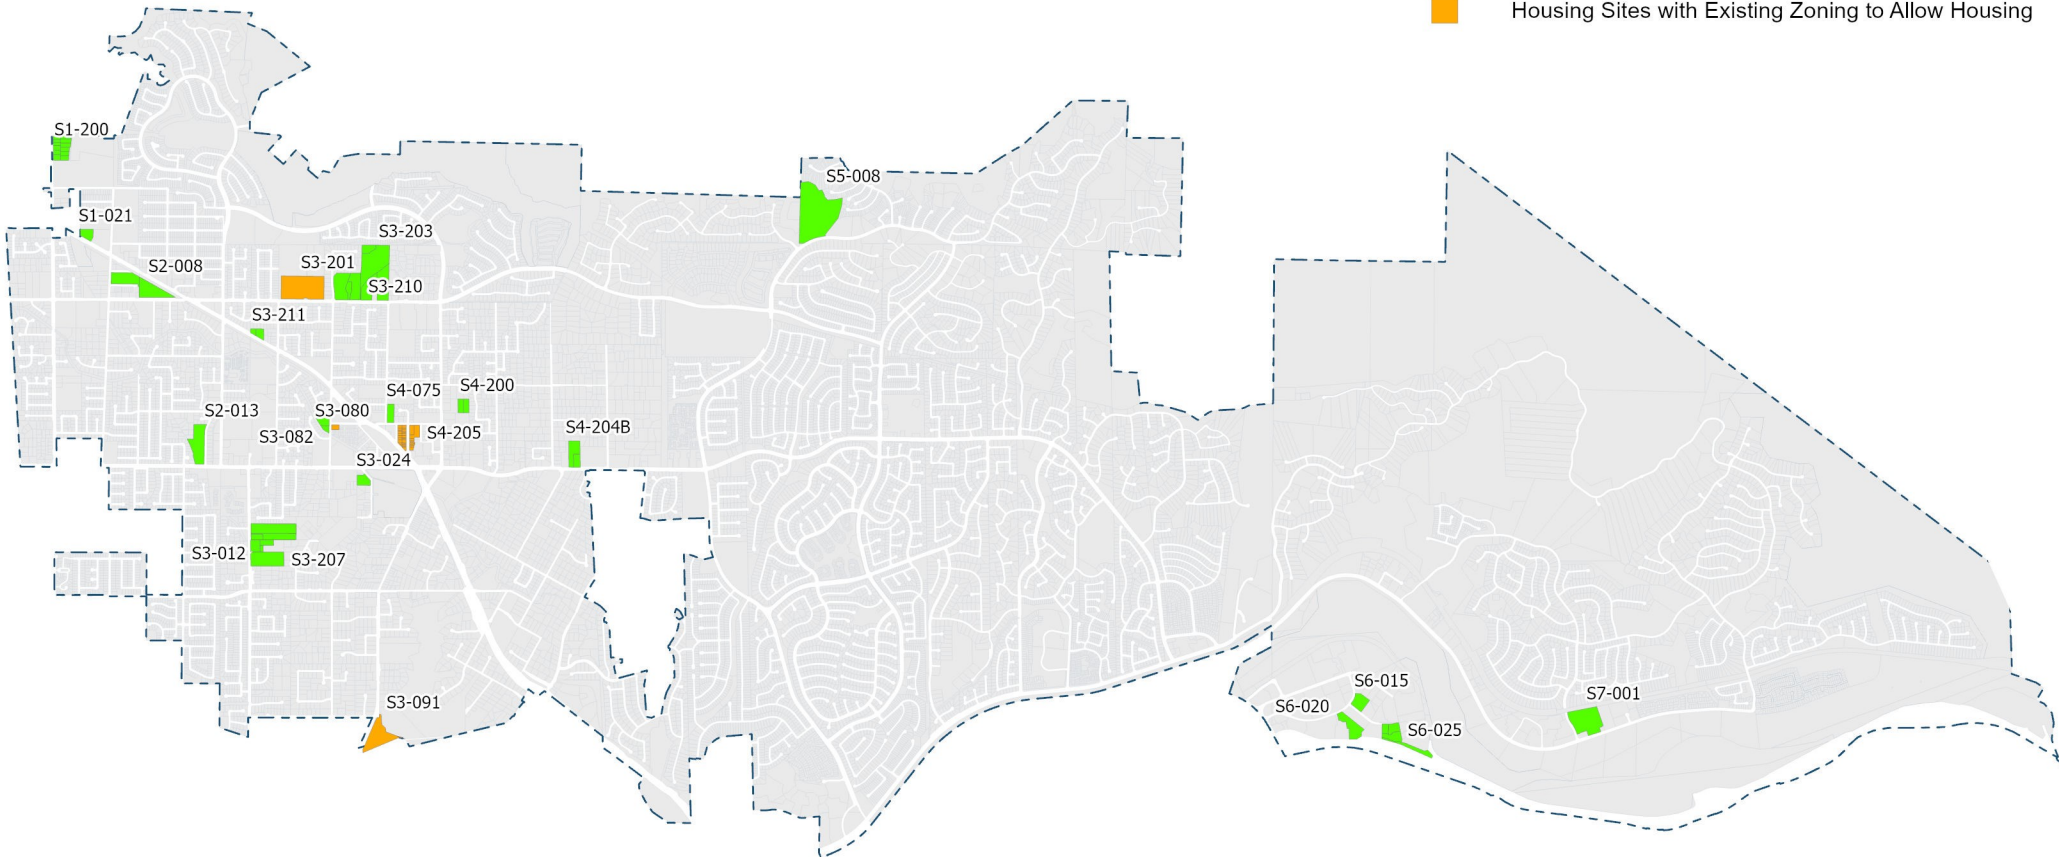 Housing Sites with Existing Zoning to Allow Housing
S1-200
S5-008
S1-021
S3-203
S3-201
S2-008
S3-210
S3-211
S4-200
S4-075
S2-013
S3-080
S4-205
S4-204B
S3-082
S3-024
S3-012
S3-207
S6-015
S7-001
S3-091
S6-020
S6-025